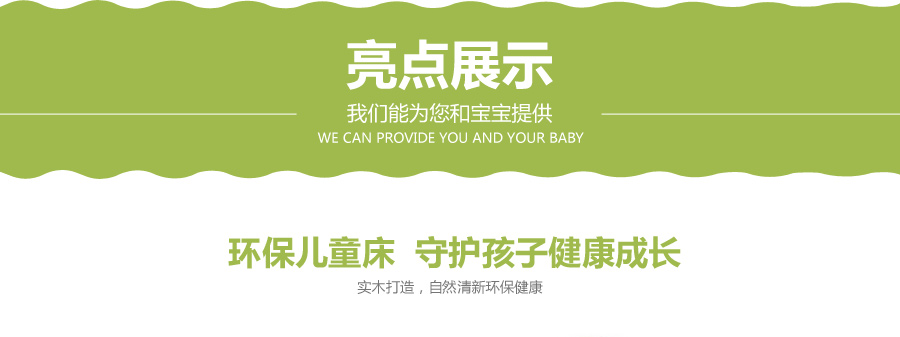 亮点展示
我们能为您和宝宝提供
WE CAN PROVIDE YOU AND YOUR BABY
环保儿童床 守护孩子健康成长
实木打造，自然清新环保健康